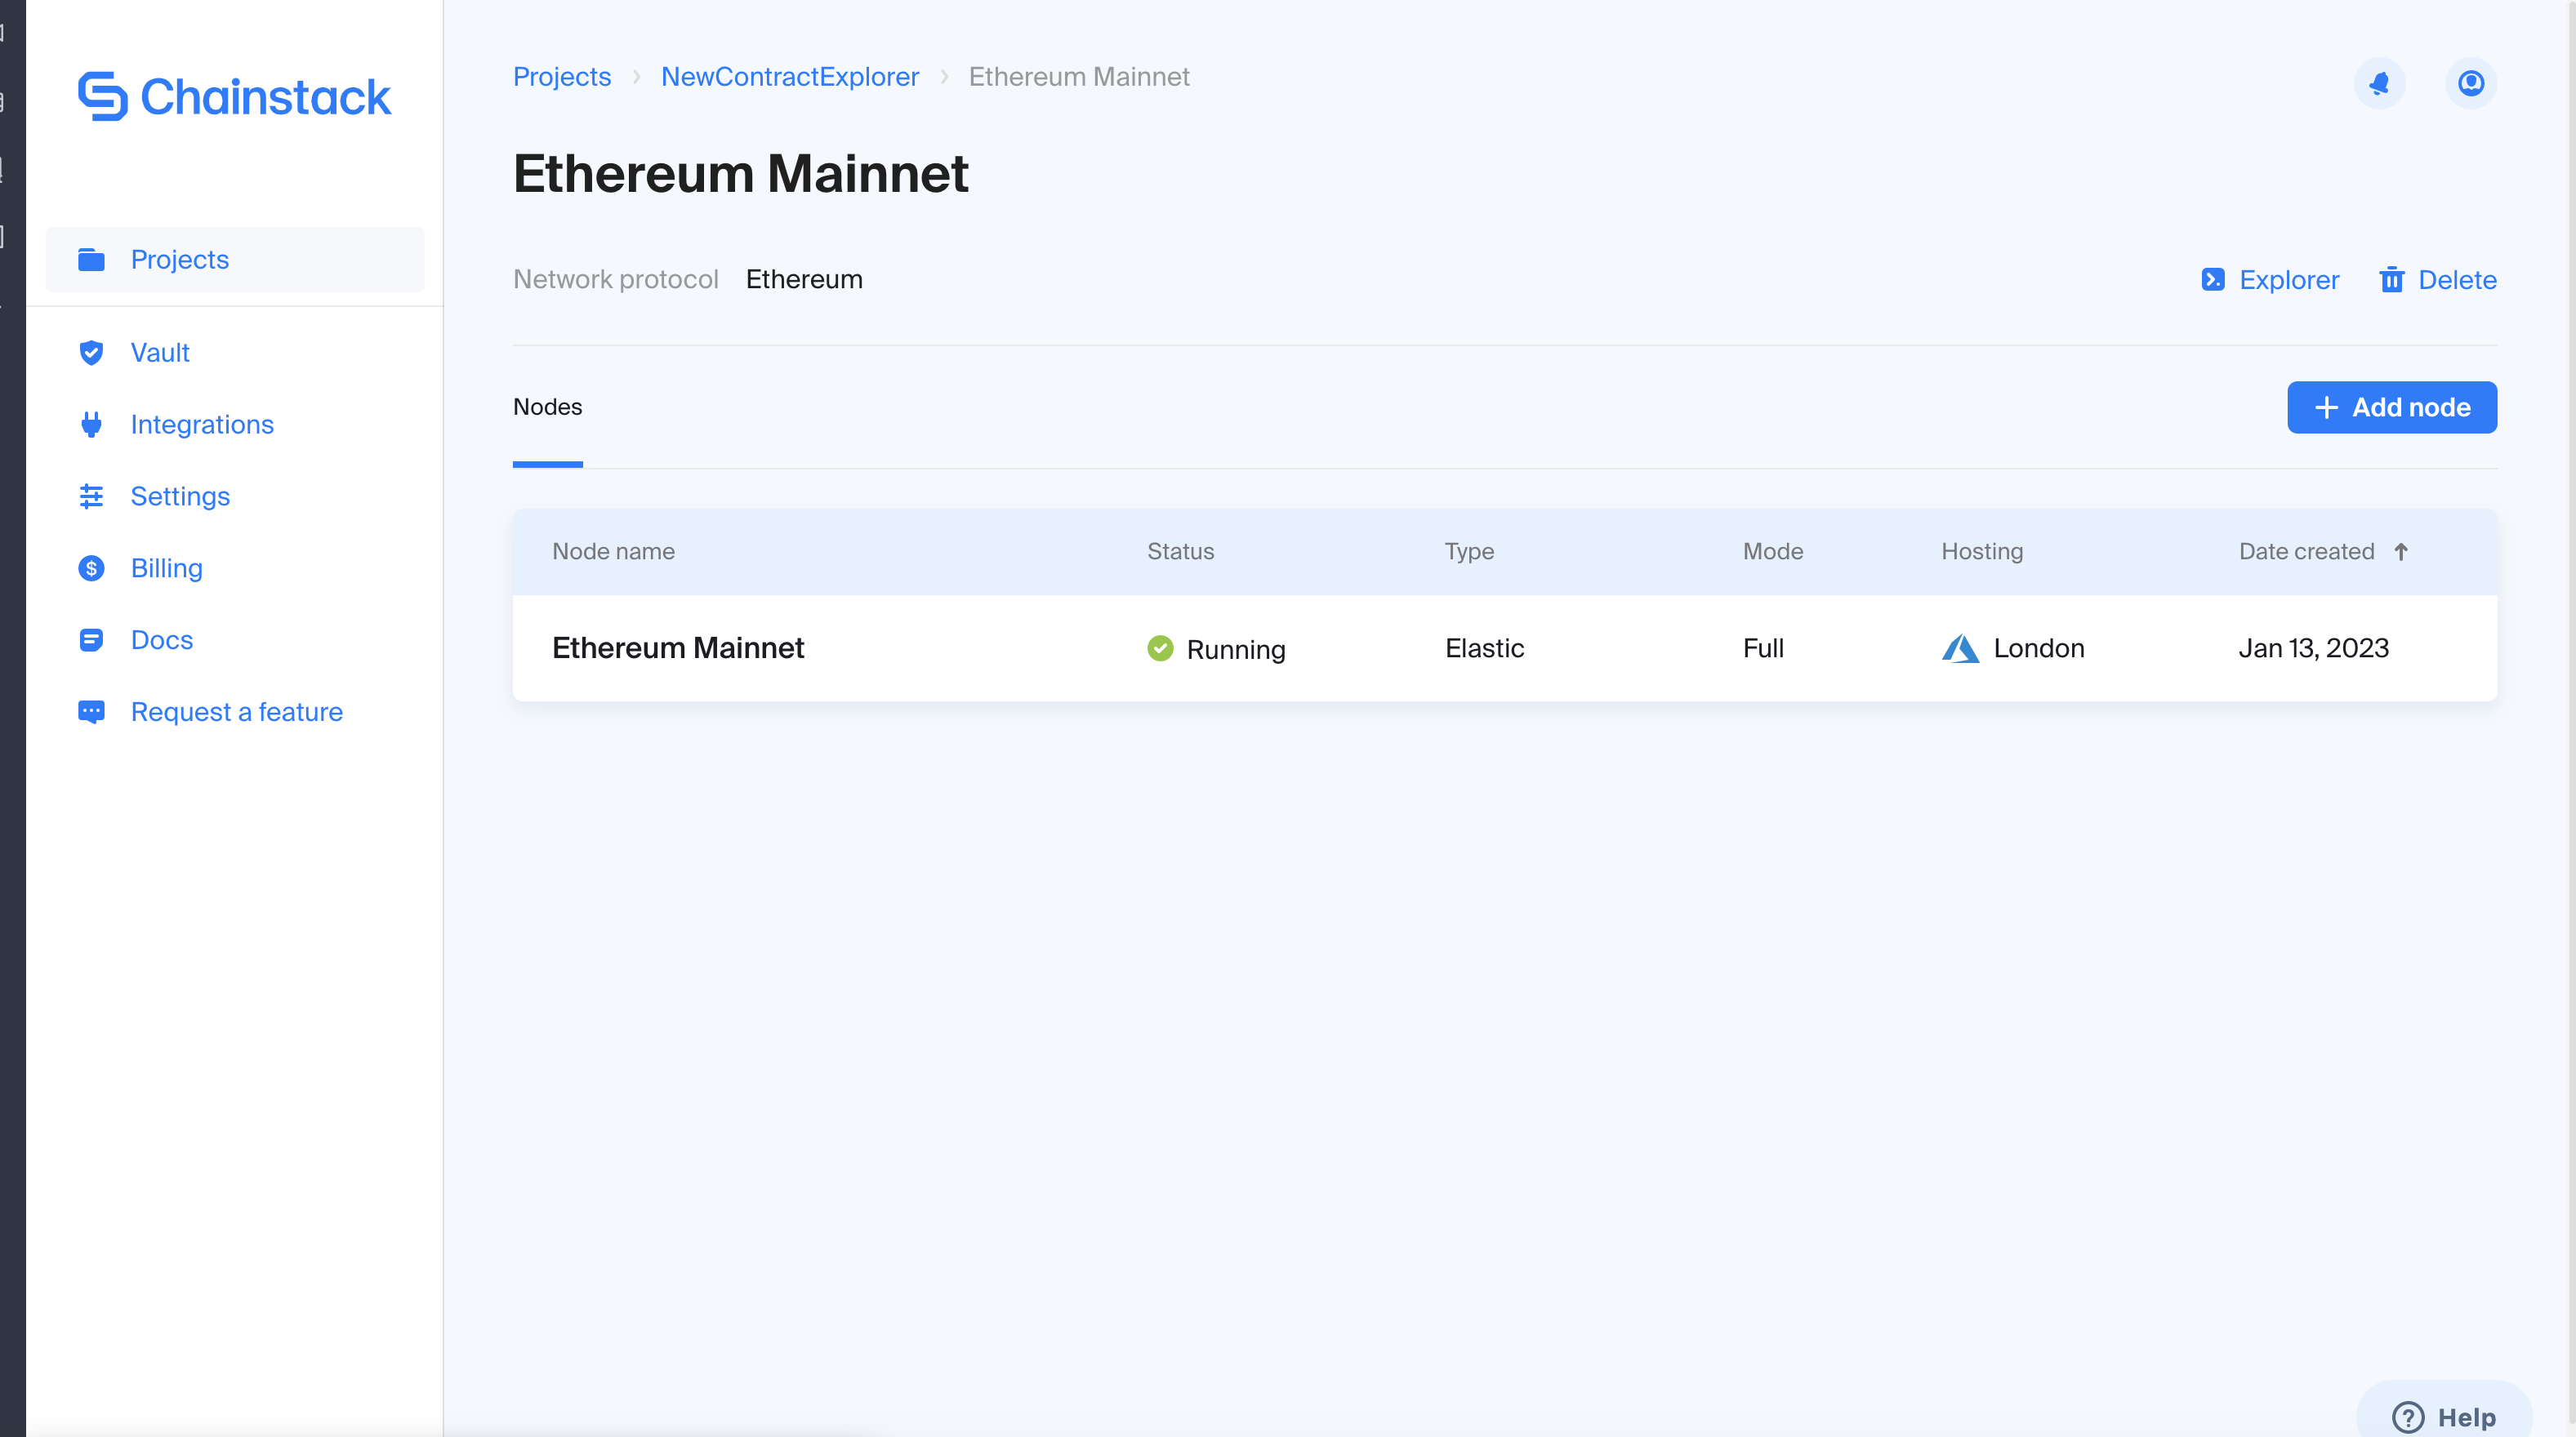 Chainstack
Projects
Vault
Integrations
Settings
Billing
Docs
Request a feature
Projects NewContractExplorer Ethereum Mainnet
Ethereum Mainnet
Network protocol Ethereum
Explorer Delete
Nodes
Add node
Node name Status Type Mode Hosting Date created
Ethereum Mainnet Running Elastic Full London Jan 13, 2023
Help